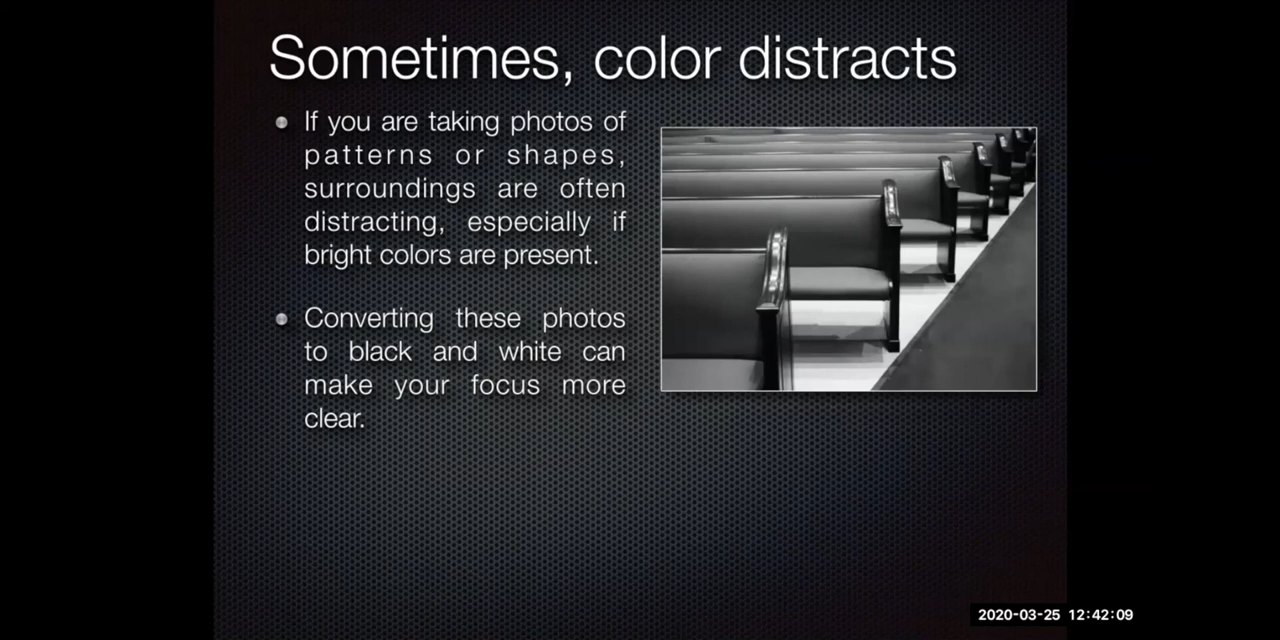 Sometimes, color distracts
If you are taking photos of
patterns or shapes,
surroundings are often
distracting, especially if
bright colors are present.
Converting these photos
to black and white can
make your focus more
clear.
2020-03-25 12:42:09